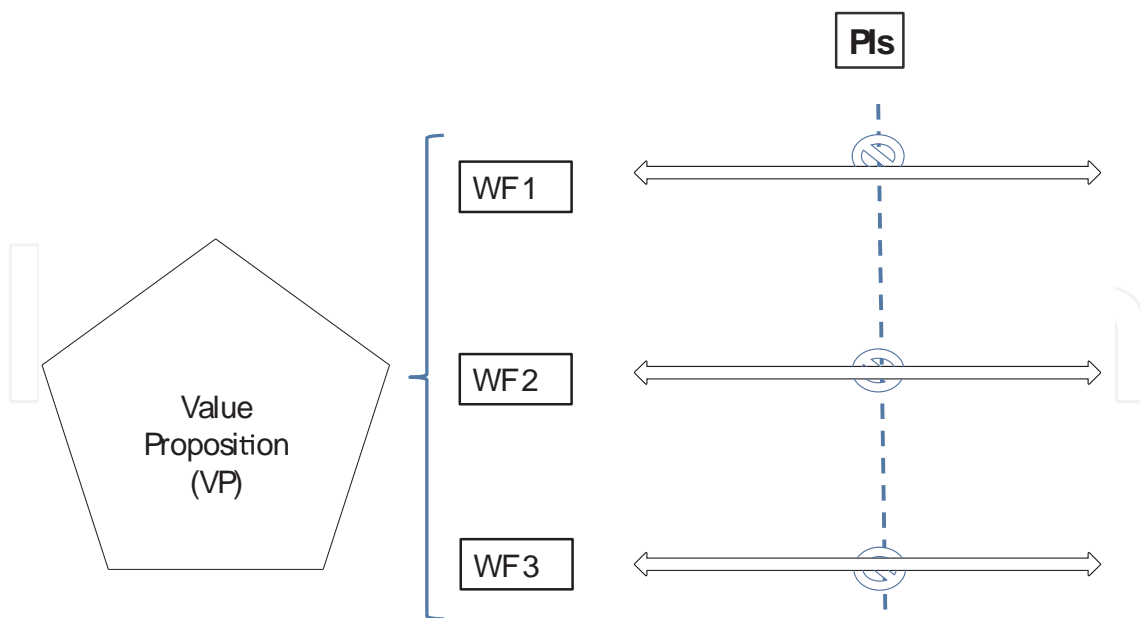 PIs
WF1
WF2
Value
Proposition
(VP)
WF3